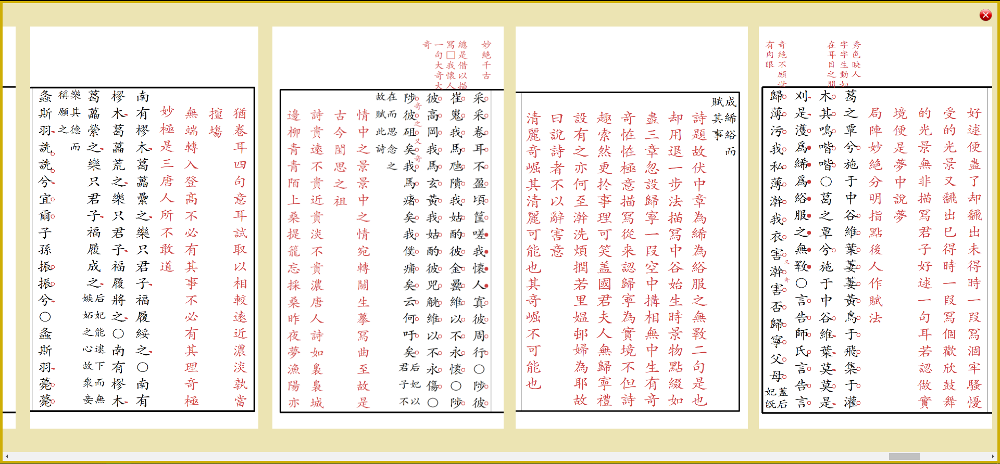 秀色映人
字字生動如
在耳目之間
奇絕不顧世
有肉眼
好逑便盡了却飜出未得時一叚冩涸牢騷憂
受的光景又飜出巳得時一叚冩個歡欣鼓舞
的光景無非描冩君子好逑一句耳若認做實
境便是夢中說夢
局陣妙絕分明指點後人作賦法
葛之覃兮施于中谷維葉萋萋黃鳥于飛集于灌
木其鳴喈喈○葛之覃兮施于中谷維葉莫莫是
刈是濩爲絺爲綌服之無斁○言告師氏言告言
歸薄污我私薄澣我衣害澣害否歸寧父母
又奇
蓋后
妃旣
成絺綌而
賦其事
詩題故伏中章為絺為綌服之無斁二句是也
却用退一步法描冩中谷始生時景物點綴如
盡三章忽設歸寧一叚空中搆相無中生有奇
奇怪怪極意描冩從来認歸寧為實境不但詩
趣索然更於事理可笑盖國君夫人無歸寧禮
設有之亦何至澣洗煩撋若里媼邨婦為耶故
曰說詩者不以辭害意
清麗奇崛其清麗可能也其奇崛不可能也
妙絕千古
總是借以描
冩□我懷人
一句大奇大
奇
采采卷耳不盈頃筐嗟我懷人寘彼周行○陟彼
崔嵬我馬虺隤我姑酌彼金罍維以不永懷○陟
彼高岡我馬玄黃我姑酌彼兕觥維以不永傷○
陟彼砠矣我馬瘏矣我僕痡矣云何吁矣
奇之又奇
后妃以
君子不
在而思念之
故賦此詩
情中之景景中之情宛轉關生摹冩曲至故是
古今閨思之祖
詩貴遠不貴近貴淡不貴濃唐人詩如裊裊城
邊柳青青陌上桑提籠忘採桑昨夜夢漁陽亦
猶卷耳四句意耳試取以相較遠近濃淡孰當
擅塲
無端轉入登髙不必有其事不必有其理奇極
妙極是三唐人所不敢道
南有樛木葛藟纍之樂只君子福履綏之○南有
樛木葛藟荒之樂只君子福履將之○南有樛木
葛藟縈之樂只君子福履成之
后妃能逮下而無
嫉妬之心故衆妾
樂其德而
稱願之
螽斯羽詵詵兮宜爾子孫振振兮○螽斯羽薨薨